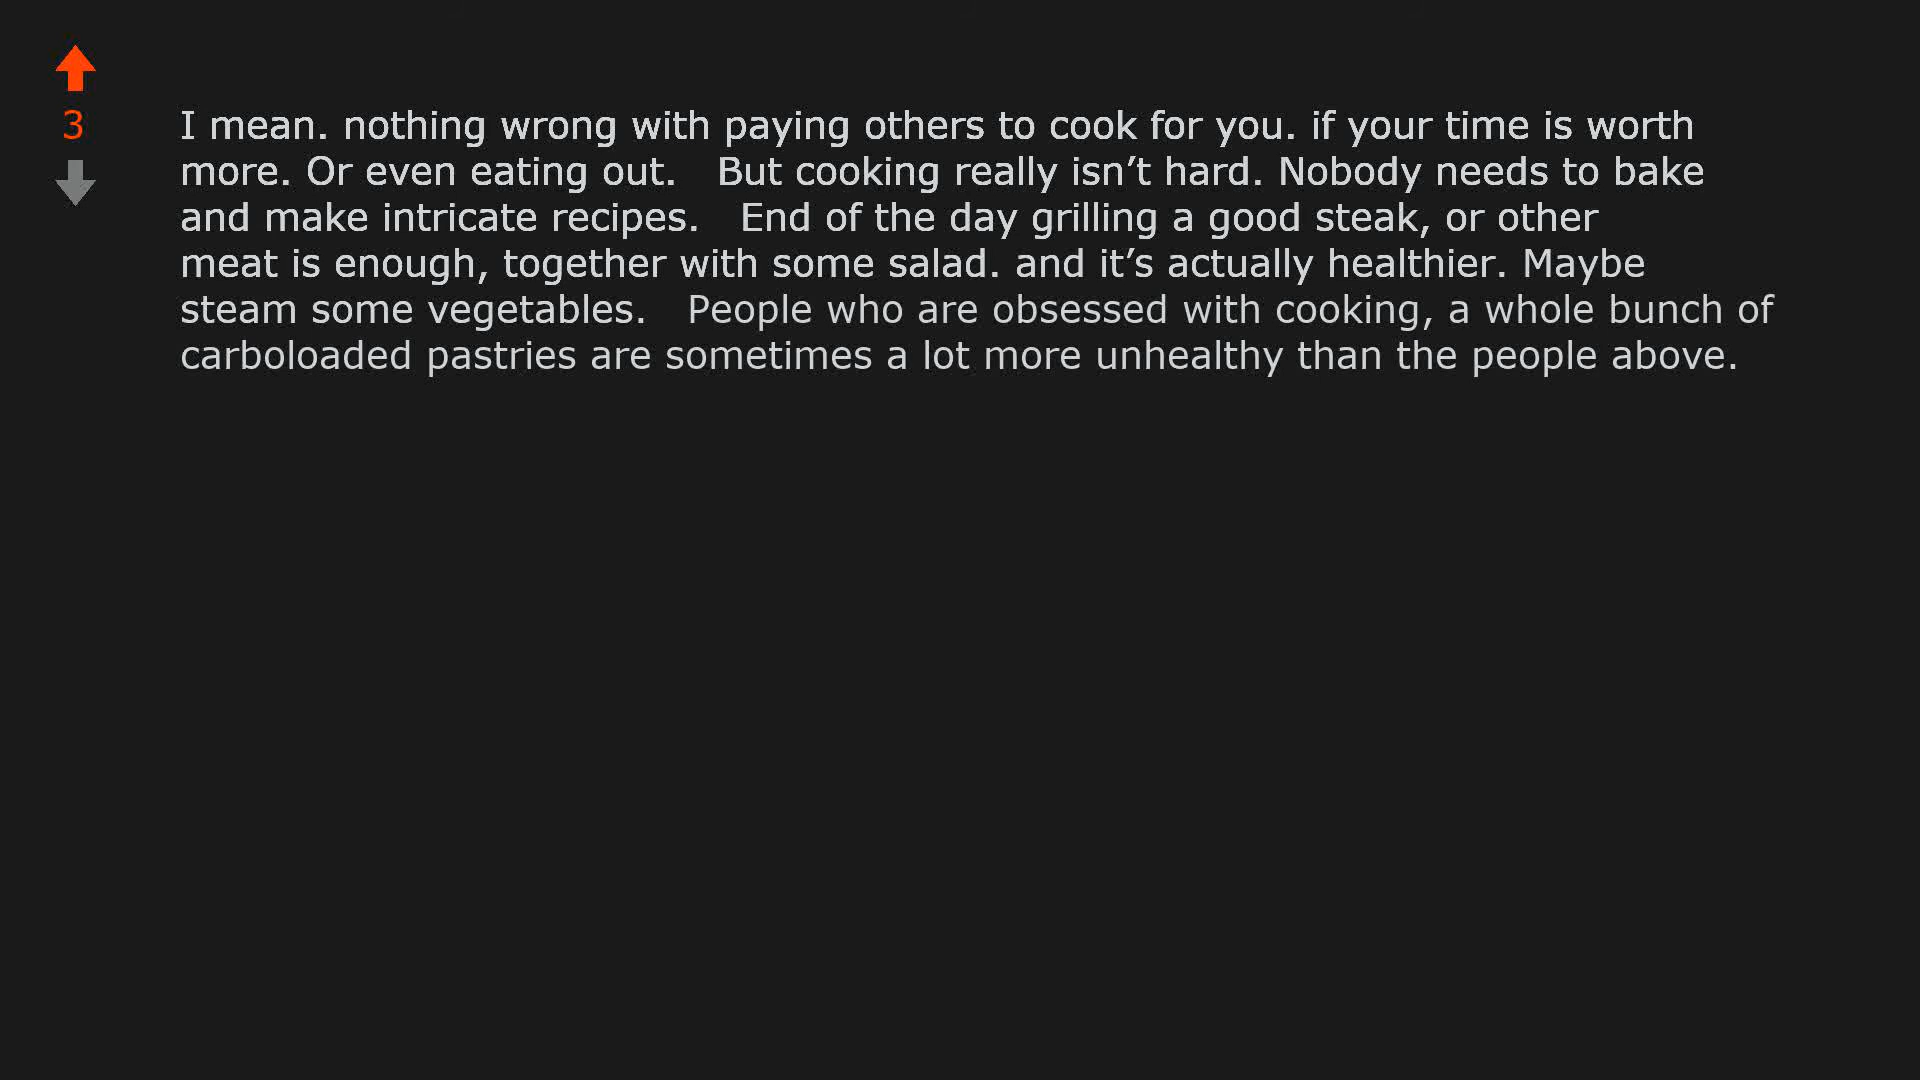 3
I mean. nothing wrong with paying others to cook for you. if your time is worth
more. Or even eating out.   But cooking really isn’t hard. Nobody needs to bake
and make intricate recipes.   End of the day grilling a good steak, or other
meat is enough, together with some salad. and it’s actually healthier. Maybe
steam some vegetables.   People who are obsessed with cooking, a whole bunch of
carboloaded pastries are sometimes a lot more unhealthy than the people above.